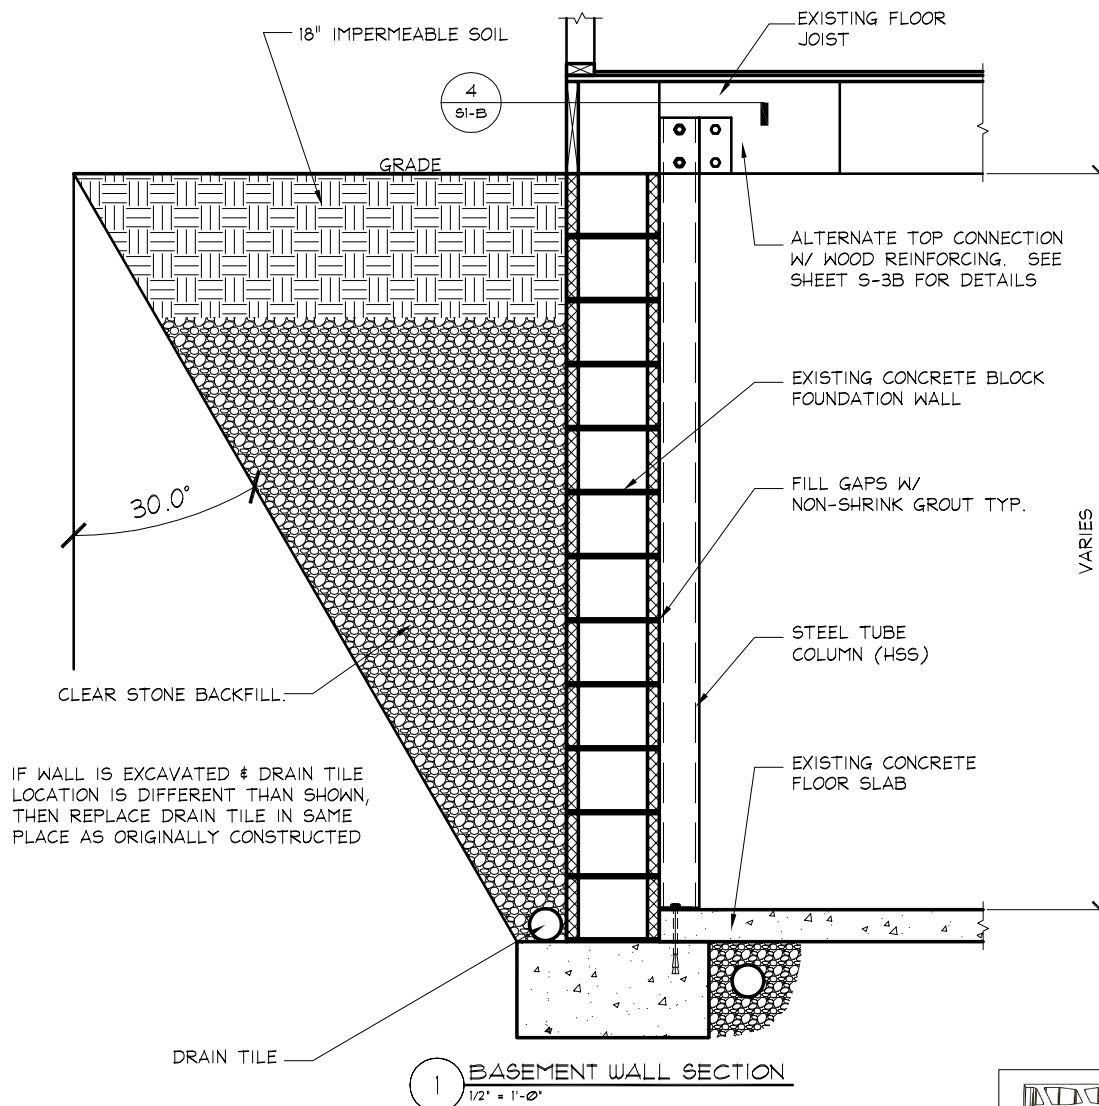 EXISTING FLOOR
JOIST
18" IMPERMEABLE SOIL
4
S1-B
GRADE
ALTERNATE TOP CONNECTION
W/ WOOD REINFORCING. SEE
SHEET S-3B FOR DETAILS
EXISTING CONCRETE BLOCK
FOUNDATION WALL
FILL GAPS W/
NON-SHRINK GROUT TYP.
30.0°
VARIES
STEEL TUBE
COLUMN (HSS)
CLEAR STONE BACKFILL.
EXISTING CONCRETE
FLOOR SLAB
IF WALL IS EXCAVATED & DRAIN TILE
LOCATION IS DIFFERENT THAN SHOWN,
THEN REPLACE DRAIN TILE IN SAME
PLACE AS ORIGINALLY CONSTRUCTED
DRAIN TILE
1
BASEMENT WALL SECTION
1/2" = 1'-0"